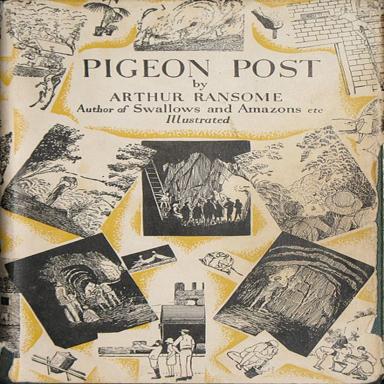 PIGEON POST
by
ARTHUR RANSOME
Author of Swallows and Amazons etc
Illustrated